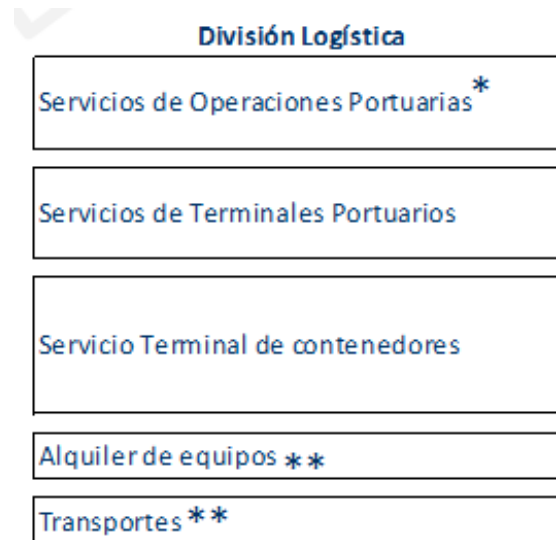 División Logística
Servicios de Operaciones Portuarias*
Servicios de Terminales Portuarios
Servicio Terminal de contenedores
Alquiler de equipos **
Transportes **